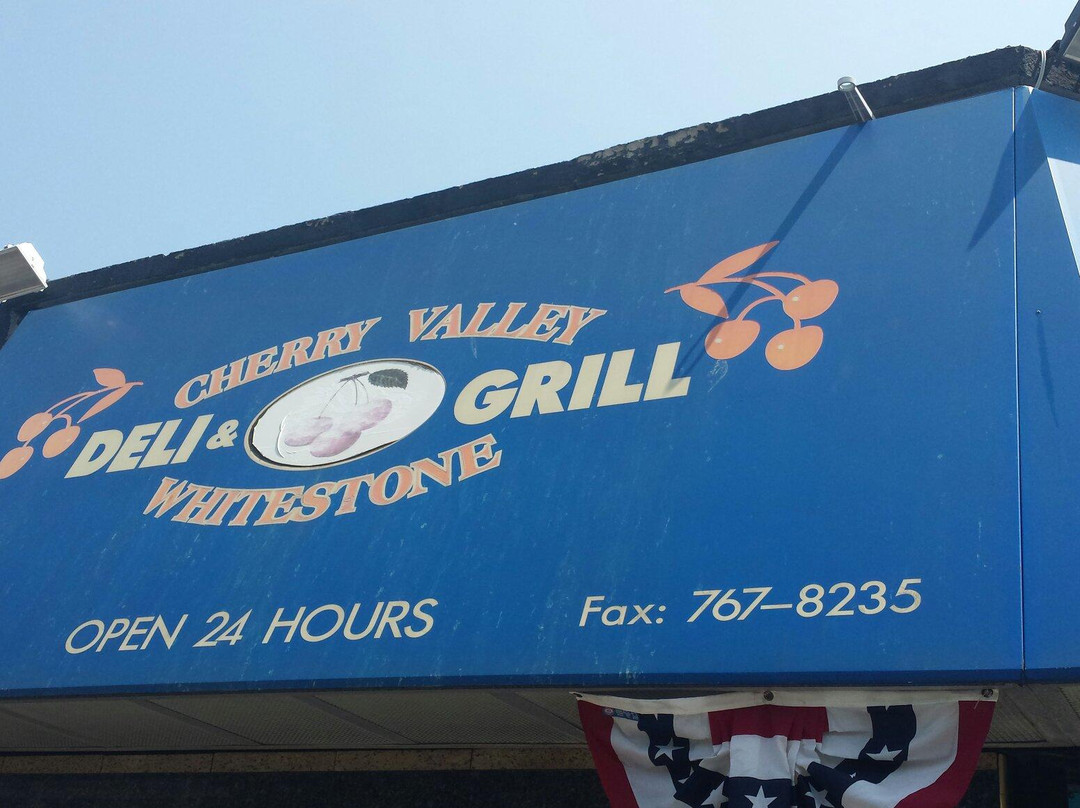 CHERRY VALLEY
DELI & GRILL
WHITESTONE
OPEN 24 HOURS
Fax: 767-8235